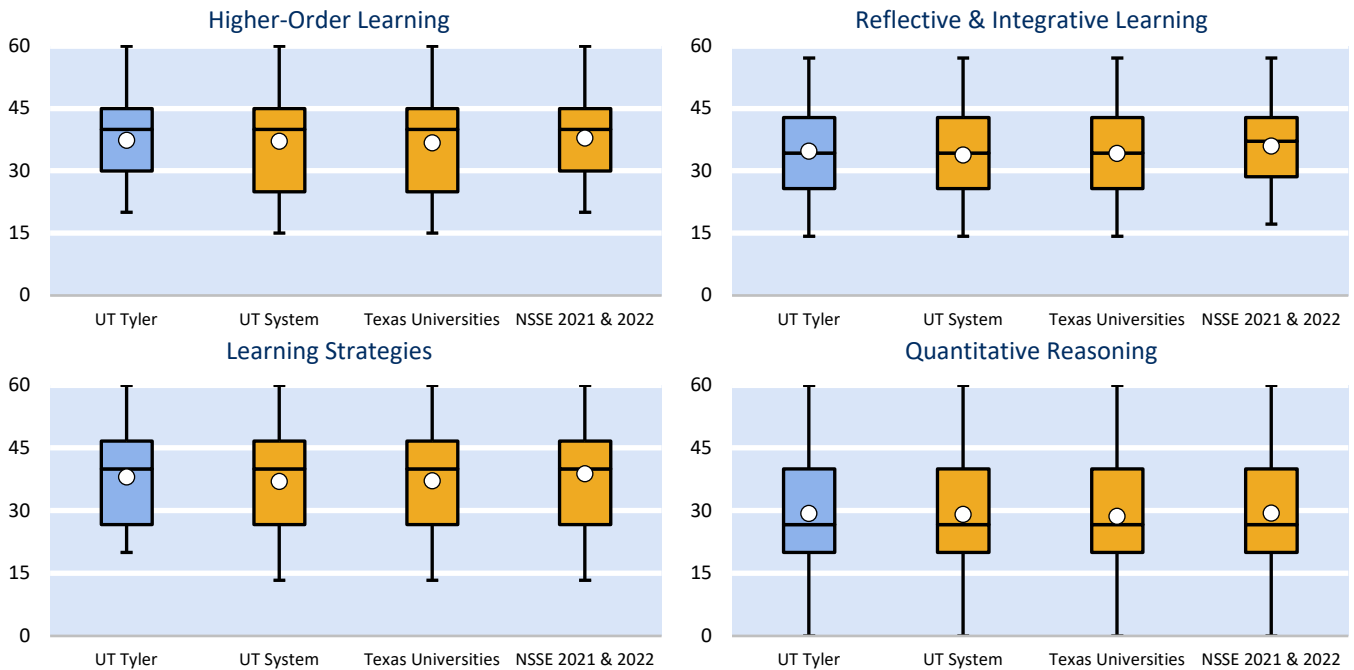 Higher-Order Learning
60
45
30
15
0
UT Tyler UT System Texas Universities NSSE 2021 & 2022
Reflective & Integrative Learning
60
45
30
15
0
UT Tyler UT System Texas Universities NSSE 2021 & 2022
Learning Strategies
60
45
30
15
0
UT Tyler UT System Texas Universities NSSE 2021 & 2022
Quantitative Reasoning
60
45
30
15
0
UT Tyler UT System Texas Universities NSSE 2021 & 2022